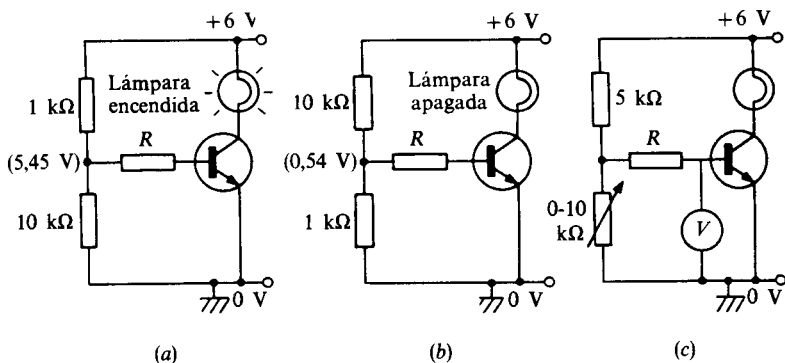 +6 V
1 kΩ
Lámpara
encendida
R
(5,45 V)
10 kΩ
0 V
(a)
+6 V
10 kΩ
Lámpara
apagada
R
(0,54 V)
1 kΩ
0 V
(b)
+6 V
5 kΩ
R
0-10
kΩ
V
0 V
(c)